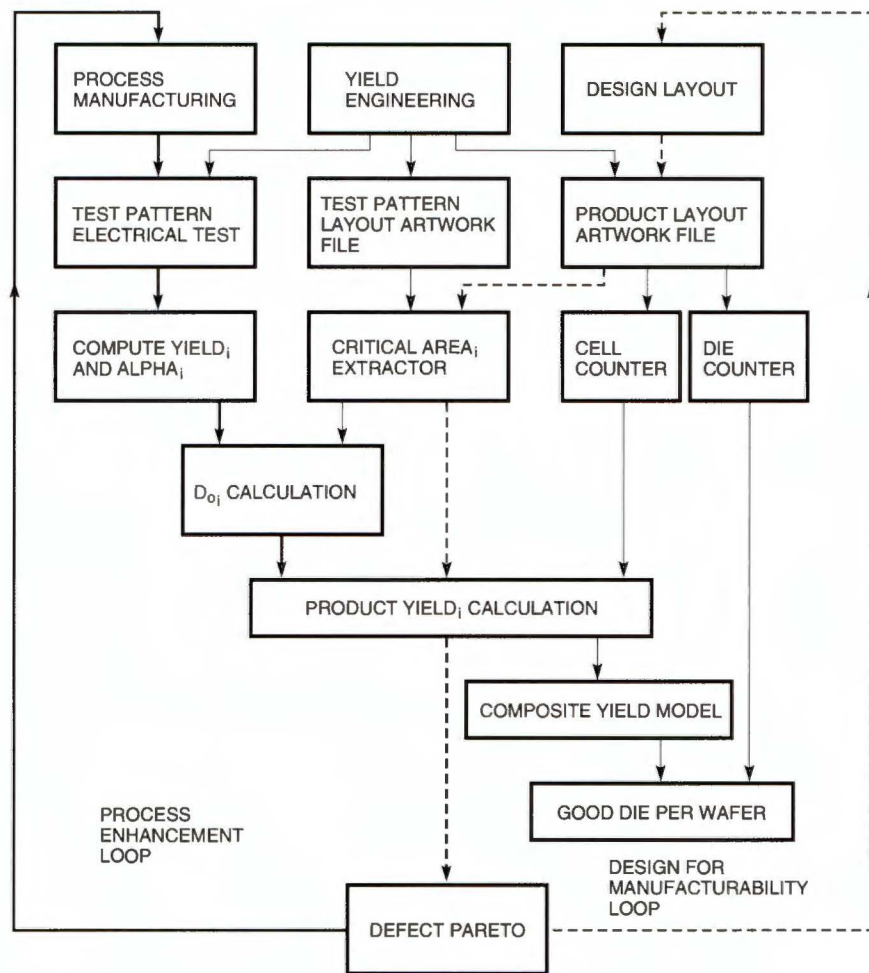 PROCESS
MANUFACTURING
YIELD
ENGINEERING
DESIGN LAYOUT
TEST PATTERN
ELECTRICAL TEST
TEST PATTERN
LAYOUT ARTWORK
FILE
PRODUCT LAYOUT
ARTWORK FILE
COMPUTE YIELDᵢ
AND ALPHAᵢ
CRITICAL AREAᵢ
EXTRACTOR
CELL
COUNTER
DIE
COUNTER
D₀ᵢ CALCULATION
PRODUCT YIELDᵢ CALCULATION
COMPOSITE YIELD MODEL
GOOD DIE PER WAFER
PROCESS
ENHANCEMENT
LOOP
DESIGN FOR
MANUFACTURABILITY
LOOP
DEFECT PARETO